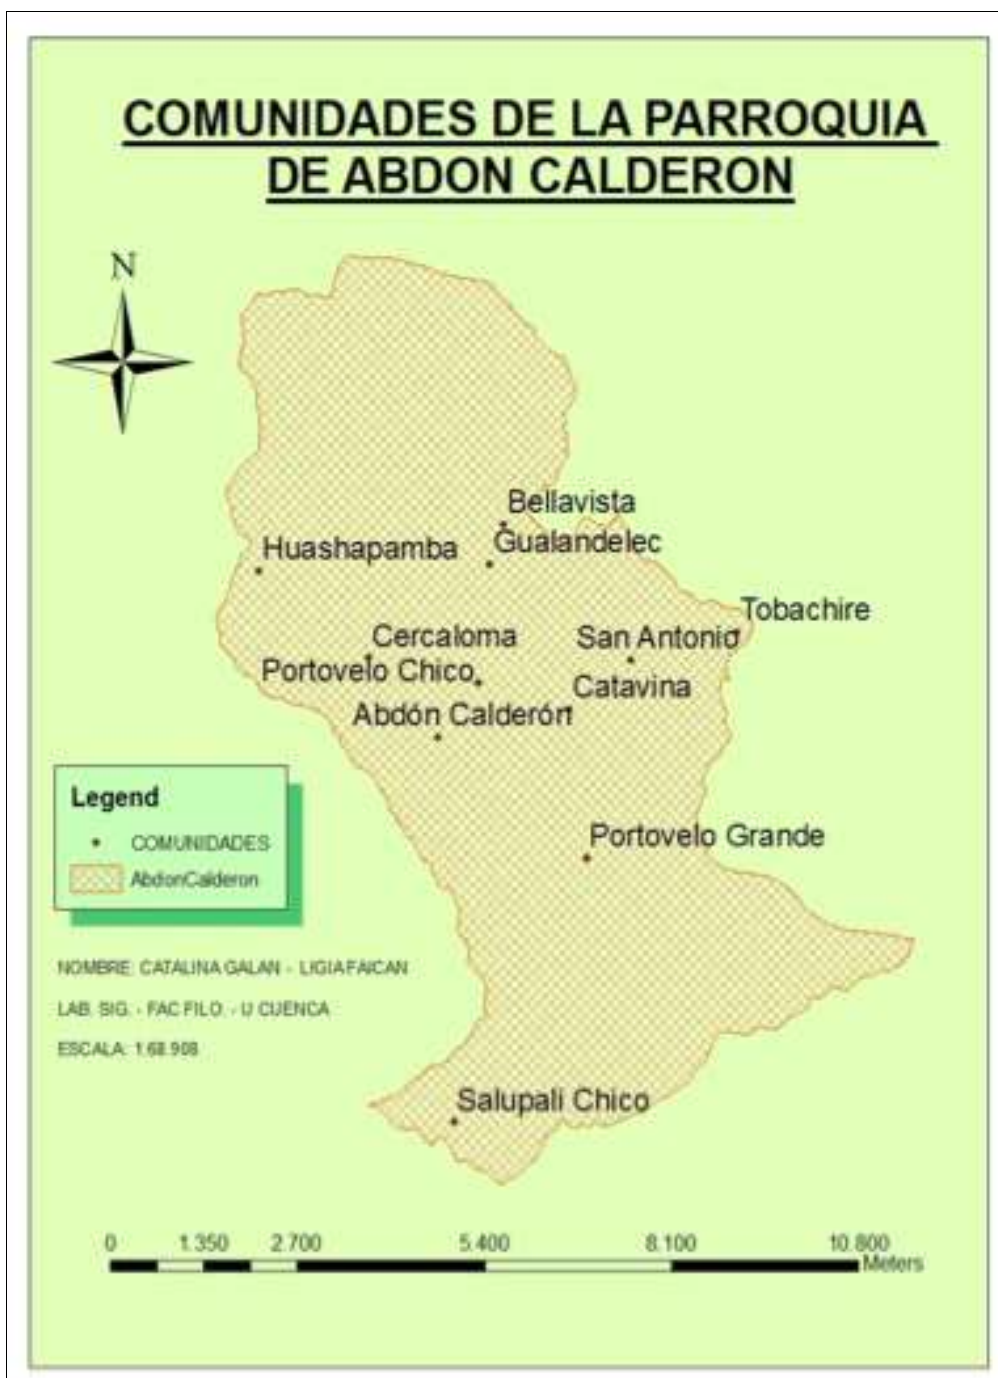 COMUNIDADES DE LA PARROQUIA
DE ABDON CALDERON
N
Bellavista
Gualandelec
Huashapamba
Tobachire
Cercaloma
San Antonio
Portovelo Chico
Catavina
Abdón Calderón
Legend
COMUNIDADES
AbdonCalderon
Portovelo Grande
NOMBRE: CATALINA GALAN - LIGIA FAICAN
LAB. SIG. - FAC FILO. - U CUENCA
ESCALA: 1:68.908
Salupali Chico
0 1.350 2.700 5.400 8.100 10.800
Meters